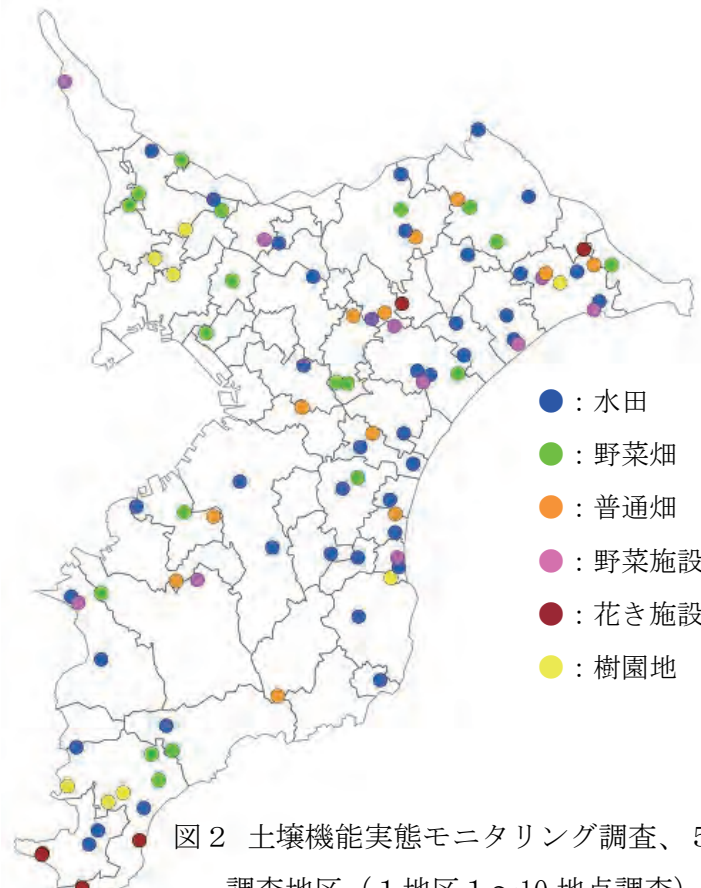 ：水田
：野菜畑
：普通畑
：野菜施設
：花き施設
：樹園地
図２ 土壌機能実態モニタリング調査、５
調査地区（１地区１～10 地点調査）